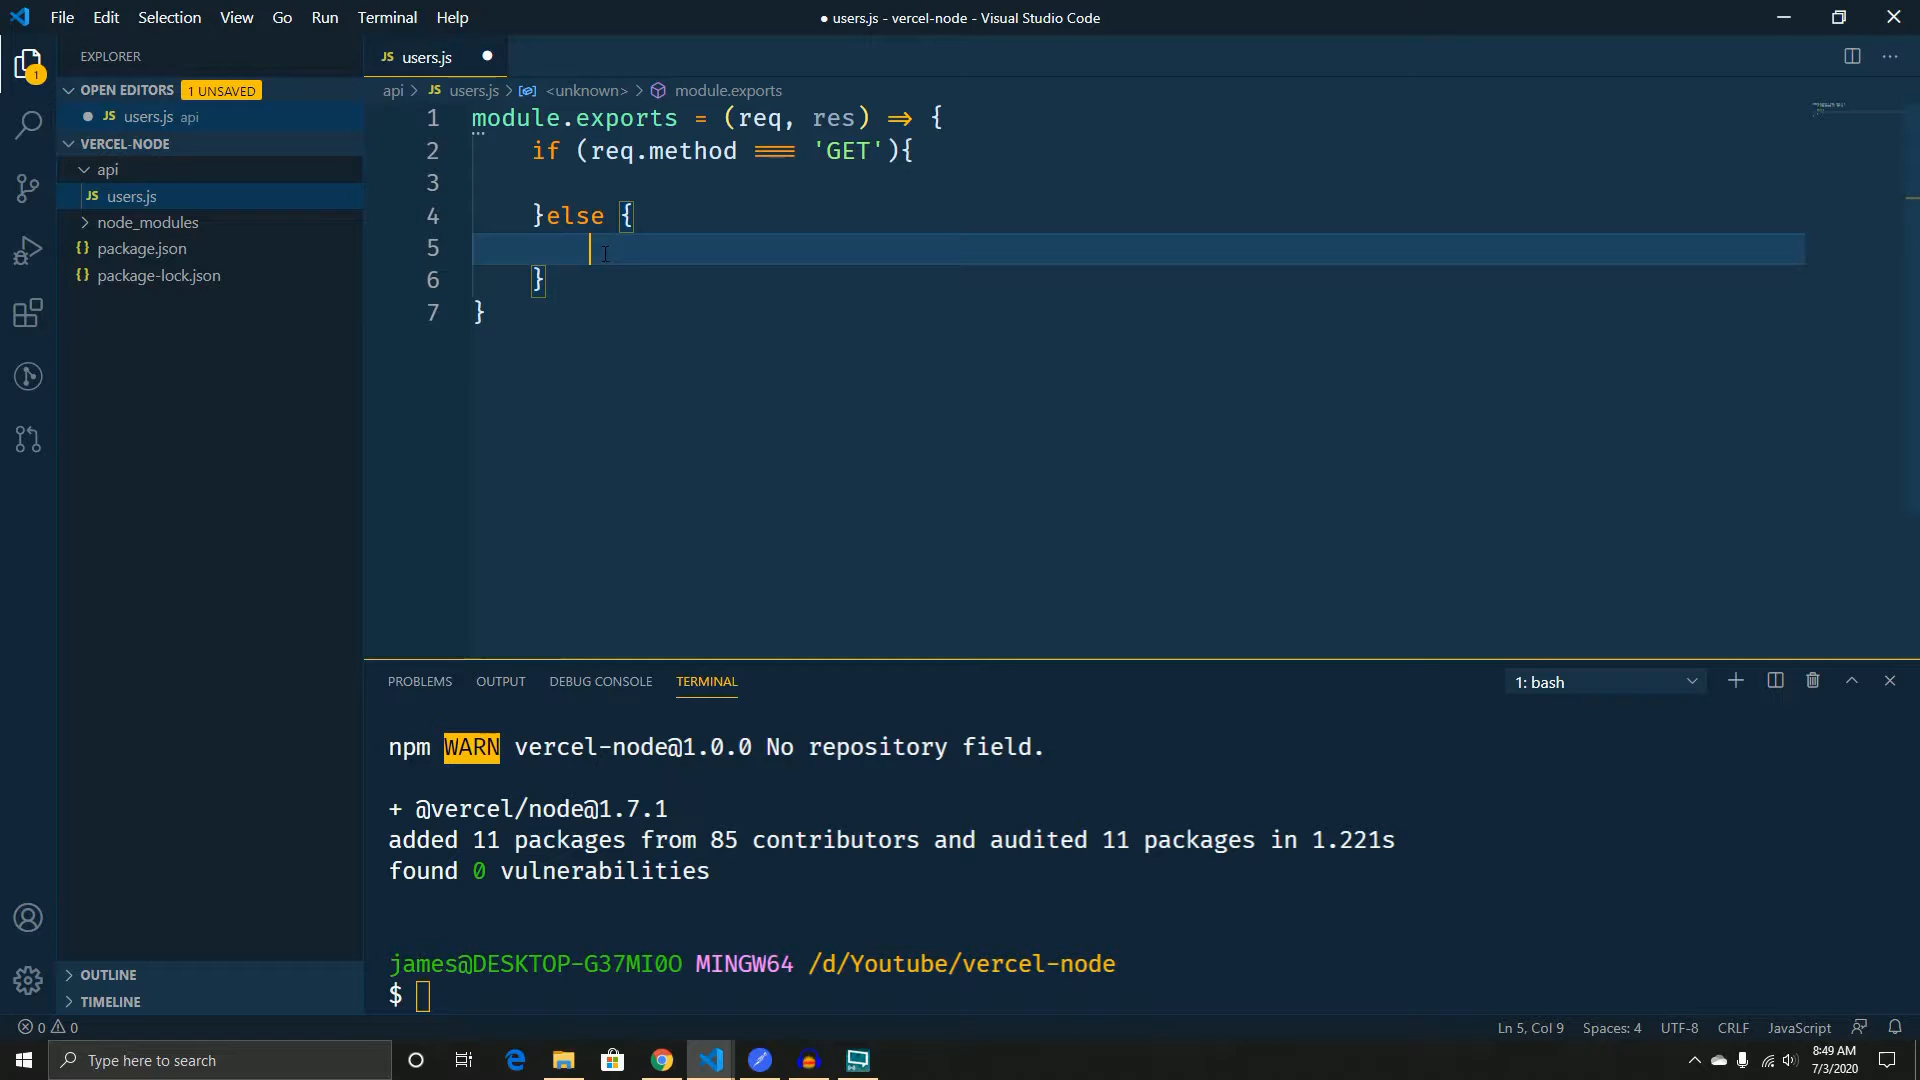 File Edit Selection View Go Run Terminal Help
● users.js - vercel-node - Visual Studio Code
EXPLORER
1
OPEN EDITORS 1 UNSAVED
JS users.js api
VERCEL-NODE
api
JS users.js
node_modules
{} package.json
{} package-lock.json
OUTLINE
TIMELINE
JS users.js
api > JS users.js > <unknown> > module.exports
1 module.exports = (req, res) => {
2 if (req.method === 'GET'){
3
4 }else {
5
6 }
7 }
PROBLEMS OUTPUT DEBUG CONSOLE TERMINAL
1: bash
npm WARN vercel-node@1.0.0 No repository field.
+ @vercel/node@1.7.1
added 11 packages from 85 contributors and audited 11 packages in 1.221s
found 0 vulnerabilities
james@DESKTOP-G37MI0O MINGW64 /d/Youtube/vercel-node
$
0 0
Ln 5, Col 9 Spaces: 4 UTF-8 CRLF JavaScript
Type here to search
8:49 AM
7/3/2020